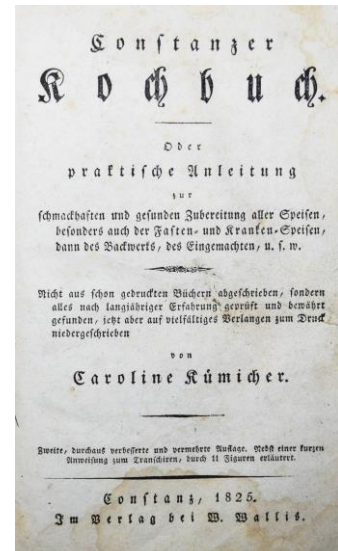 Constanzer
Kochbuch.
Oder
praktische Anleitung
zur
schmackhaften und gesunden Zubereitung aller Speisen,
besonders auch der Fasten- und Kranken-Speisen,
dann des Backwerks, des Eingemachten, u. s. w.
Nicht aus schon gedruckten Büchern abgeschrieben, sondern
alles nach langjähriger Erfahrung geprüft und bewährt
gefunden, jetzt aber auf vielfältiges Verlangen zum Druck
niedergeschrieben
von
Caroline Kümicher.
Zweite, durchaus verbesserte und vermehrte Auflage. Nebst einer kurzen
Anweisung zum Transchiren, durch 11 Figuren erläutert.
Constanz, 1825.
Im Verlag bei W. Wallis.